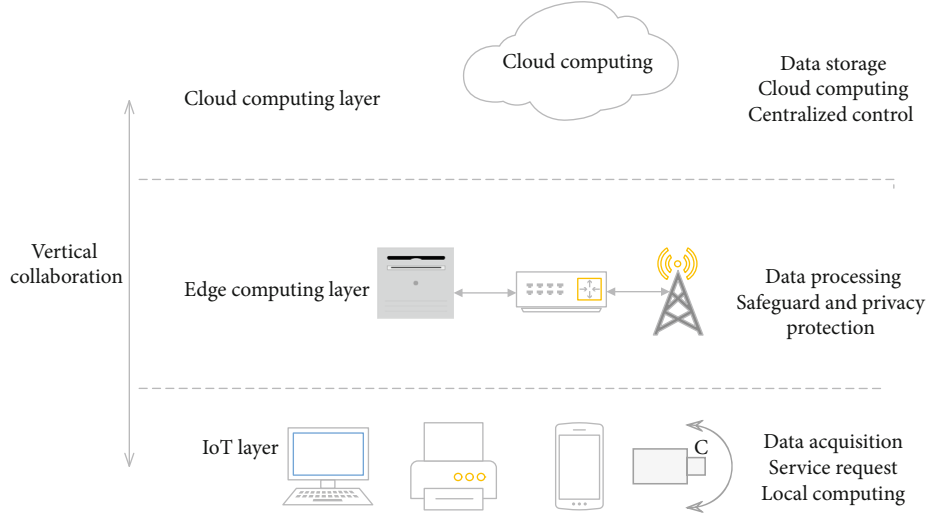 Cloud computing
Cloud computing layer
Data storage
Cloud computing
Centralized control
Vertical
collaboration
Edge computing layer
Data processing
Safeguard and privacy
protection
IoT layer
C
Data acquisition
Service request
Local computing